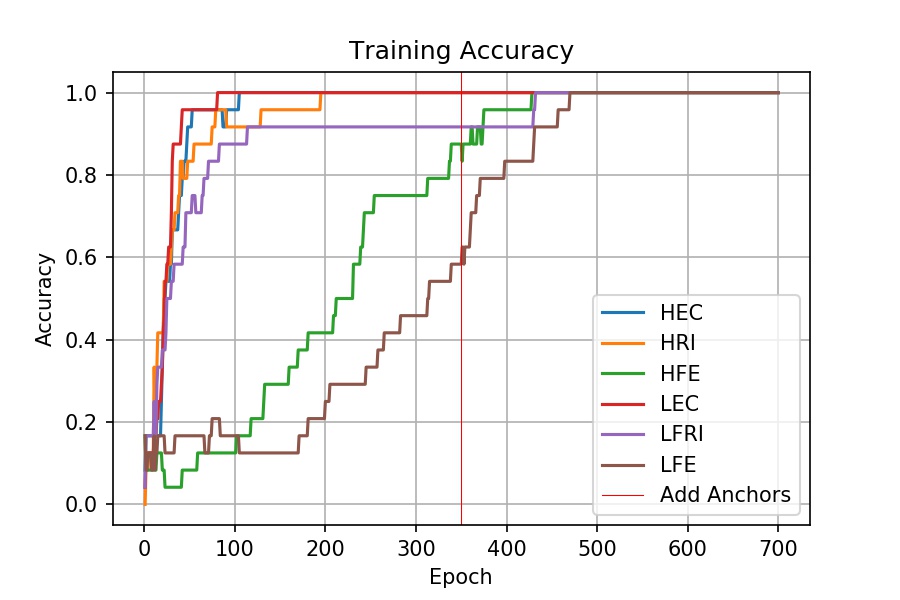 Training Accuracy
1.0
0.8
0.6
0.4
0.2
0.0
Accuracy
HEC
HRI
HFE
LEC
LFRI
LFE
Add Anchors
0 100 200 300 400 500 600 700
Epoch